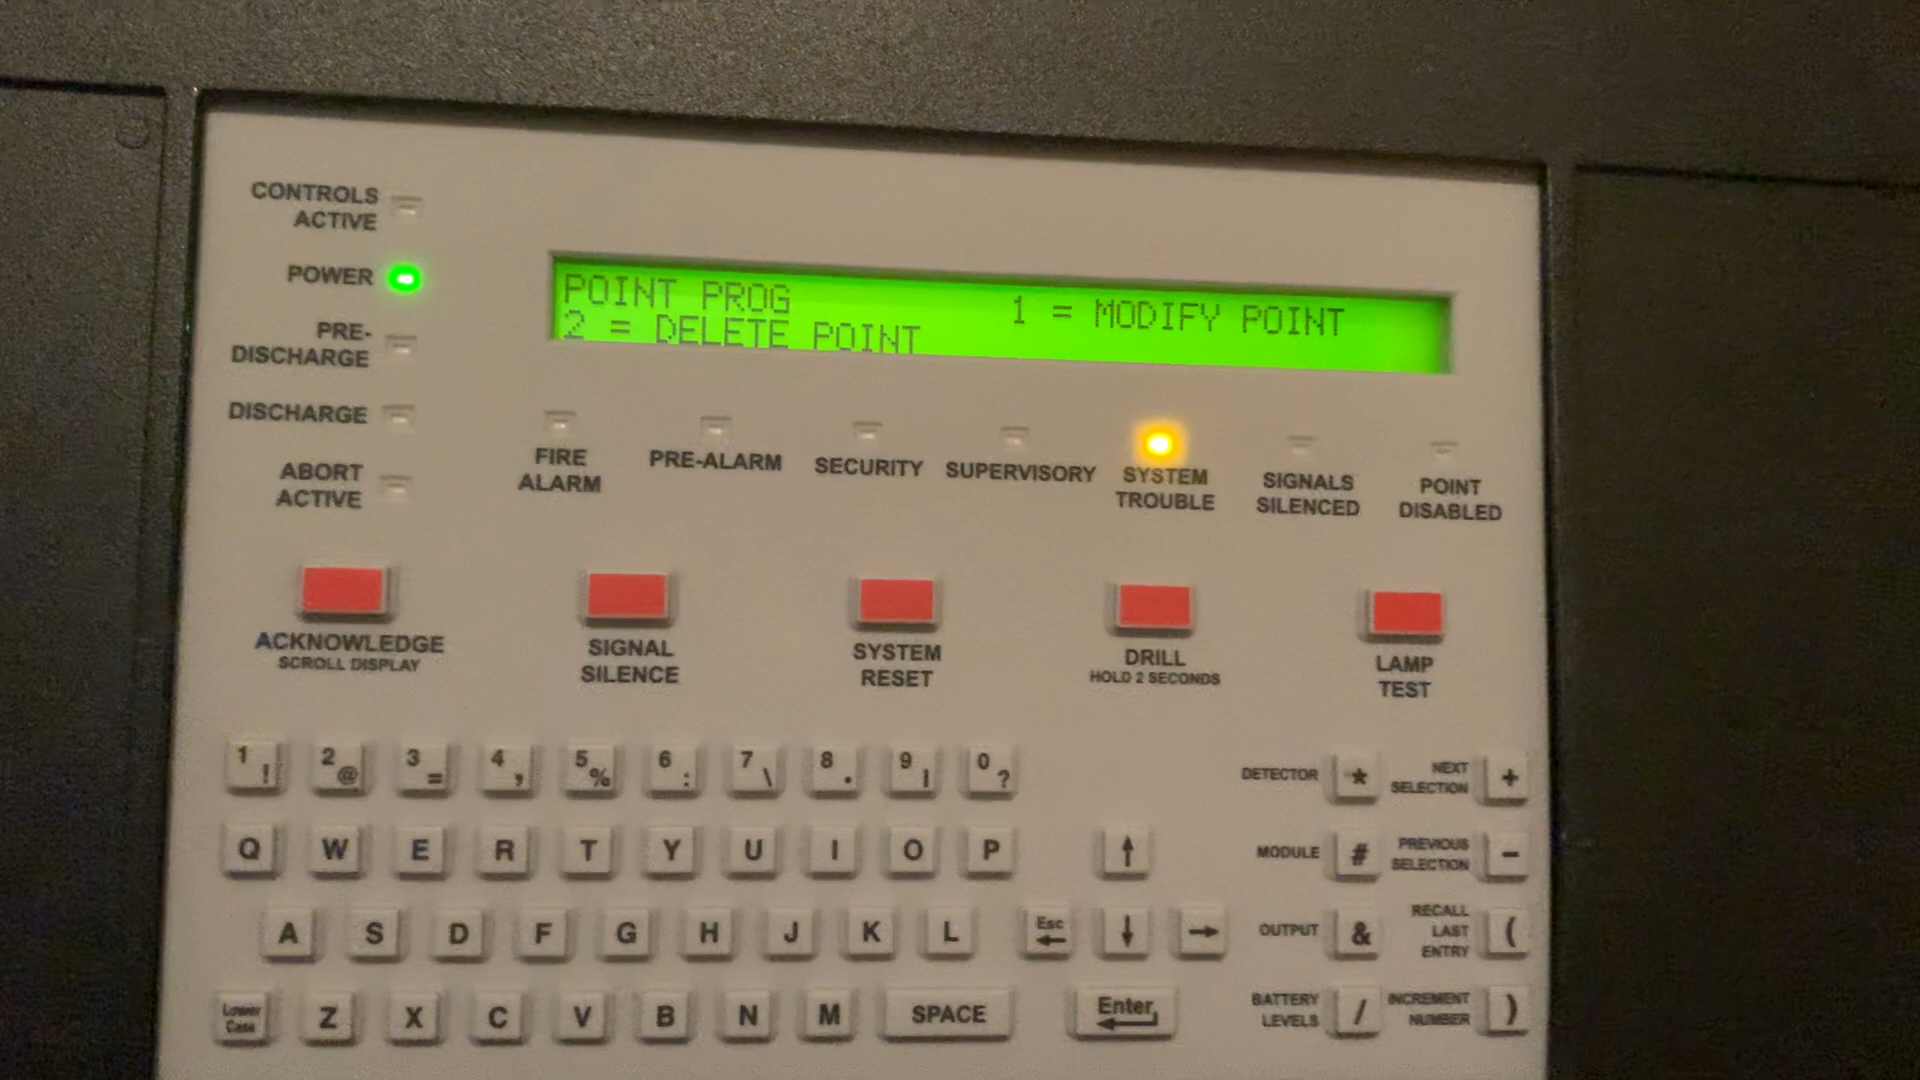 CONTROLS
ACTIVE
POWER
PRE-
DISCHARGE
DISCHARGE
ABORT
ACTIVE
POINT PROG 1 = MODIFY POINT
2 = DELETE POINT
FIRE
ALARM
PRE-ALARM
SECURITY
SUPERVISORY
SYSTEM
TROUBLE
SIGNALS
SILENCED
POINT
DISABLED
ACKNOWLEDGE
SCROLL DISPLAY
SIGNAL
SILENCE
SYSTEM
RESET
DRILL
HOLD 2 SECONDS
LAMP
TEST
1 ! 2 @ 3 = 4 , 5 % 6 : 7 \ 8 . 9 | 0 ?
DETECTOR *
NEXT
SELECTION +
Q W E R T Y U I O P ↑
MODULE #
PREVIOUS
SELECTION -
A S D F G H J K L Esc ← ↓ →
OUTPUT &
RECALL
LAST
ENTRY (
Lower
Case Z X C V B N M SPACE Enter
BATTERY
LEVELS /
INCREMENT
NUMBER )